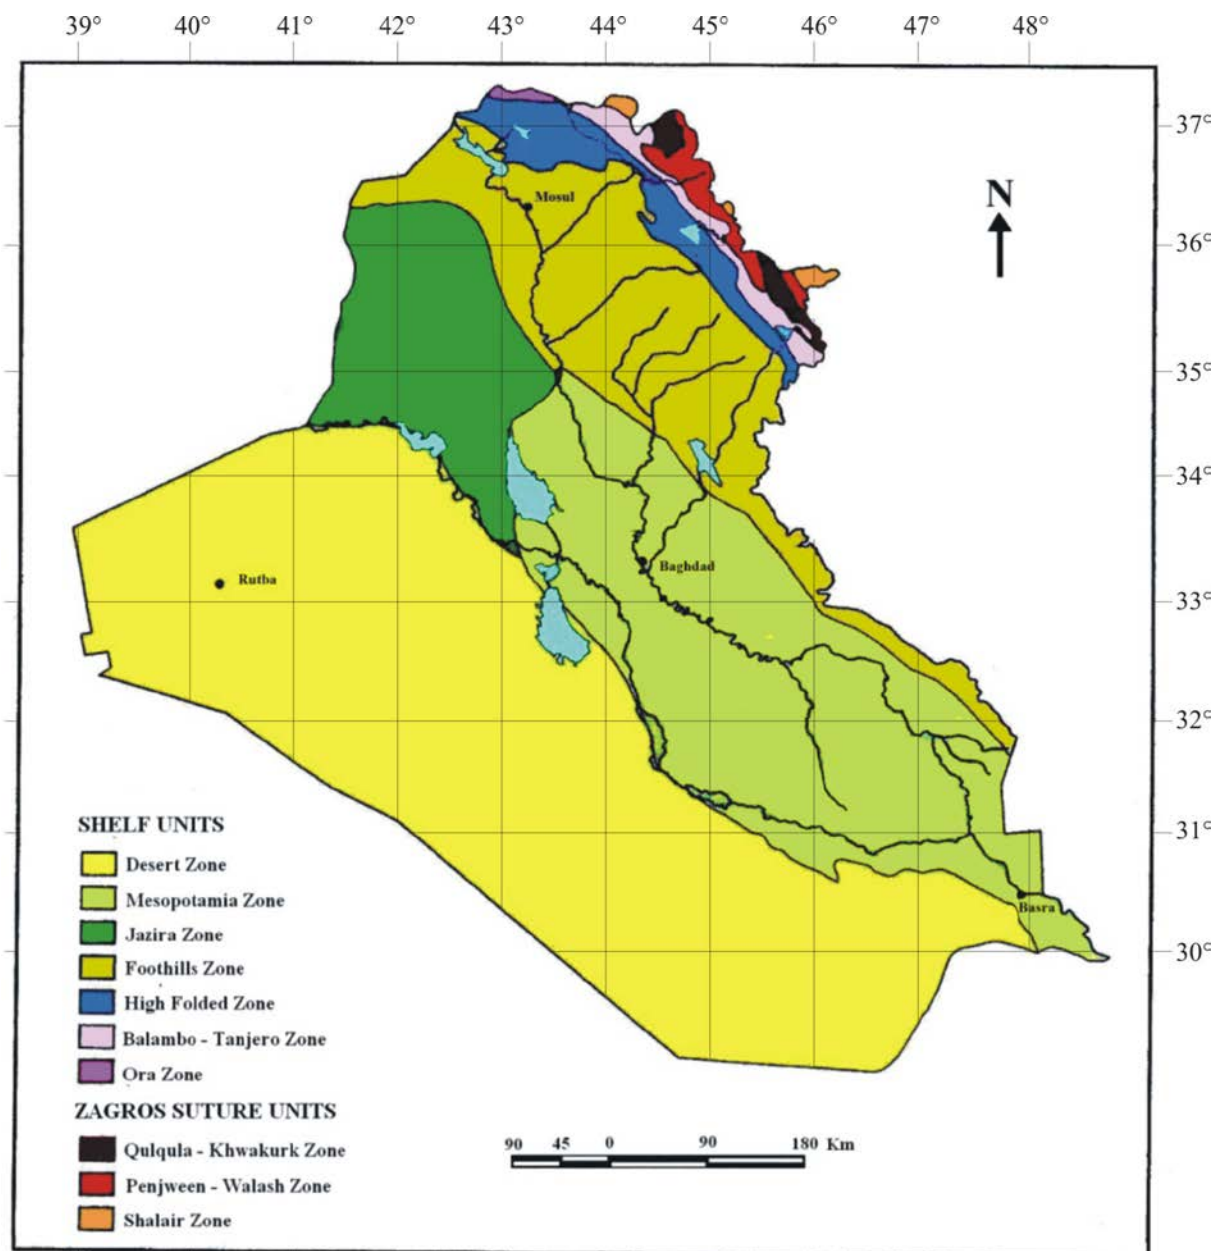 39° 40° 41° 42° 43° 44° 45° 46° 47° 48°
37°
N
Mosul
36°
35°
34°
Baghdad
Rutba
33°
32°
SHELF UNITS
31°
Desert Zone
Mesopotamia Zone
Basra
Jazira Zone
30°
Foothills Zone
High Folded Zone
Balambo - Tanjero Zone
Ora Zone
ZAGROS SUTURE UNITS
Qulqula - Khwakurk Zone
90 45 0 90 180 Km
Penjween - Walash Zone
Shalair Zone